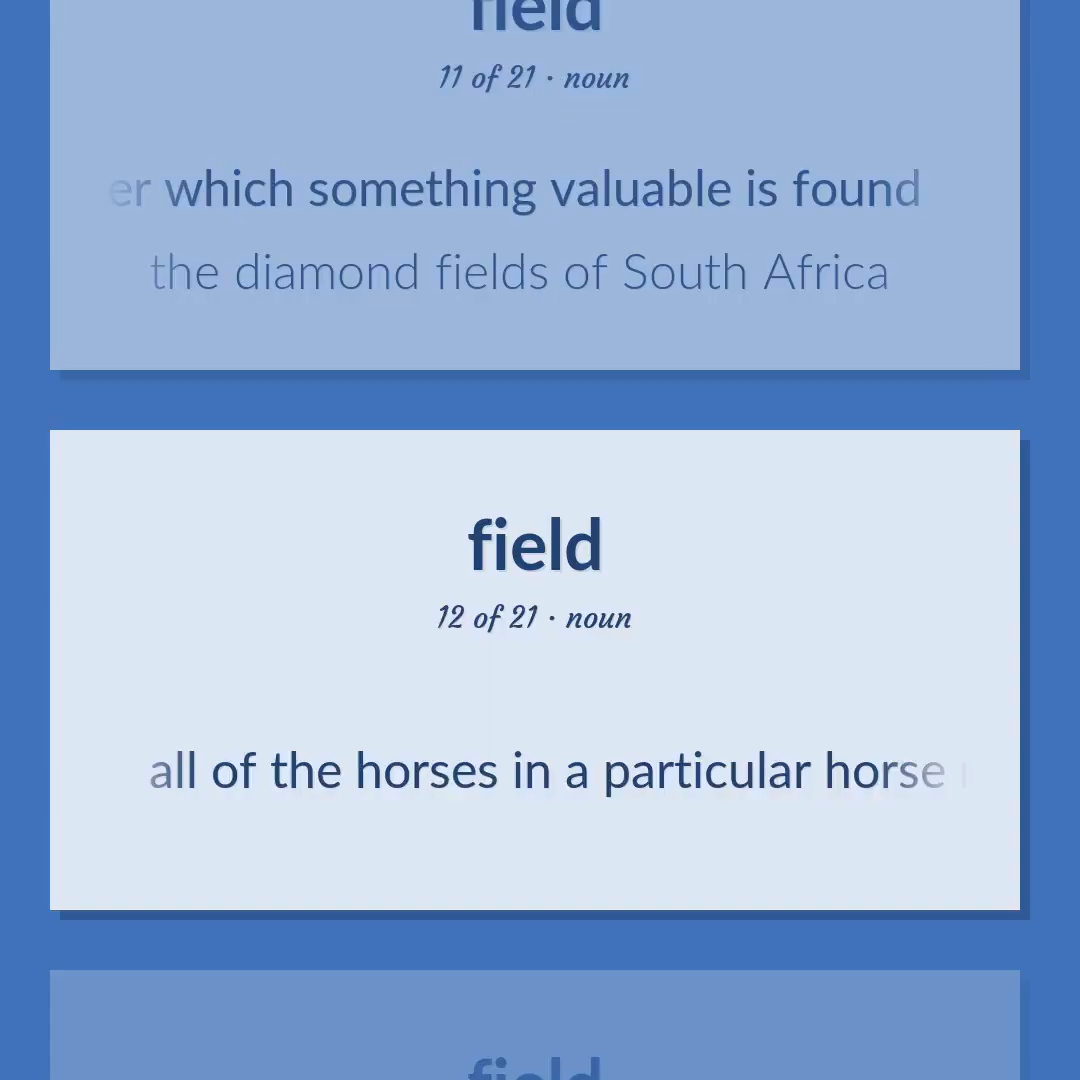 field
11 of 21 · noun
er which something valuable is found
the diamond fields of South Africa
field
12 of 21 · noun
all of the horses in a particular horse
field